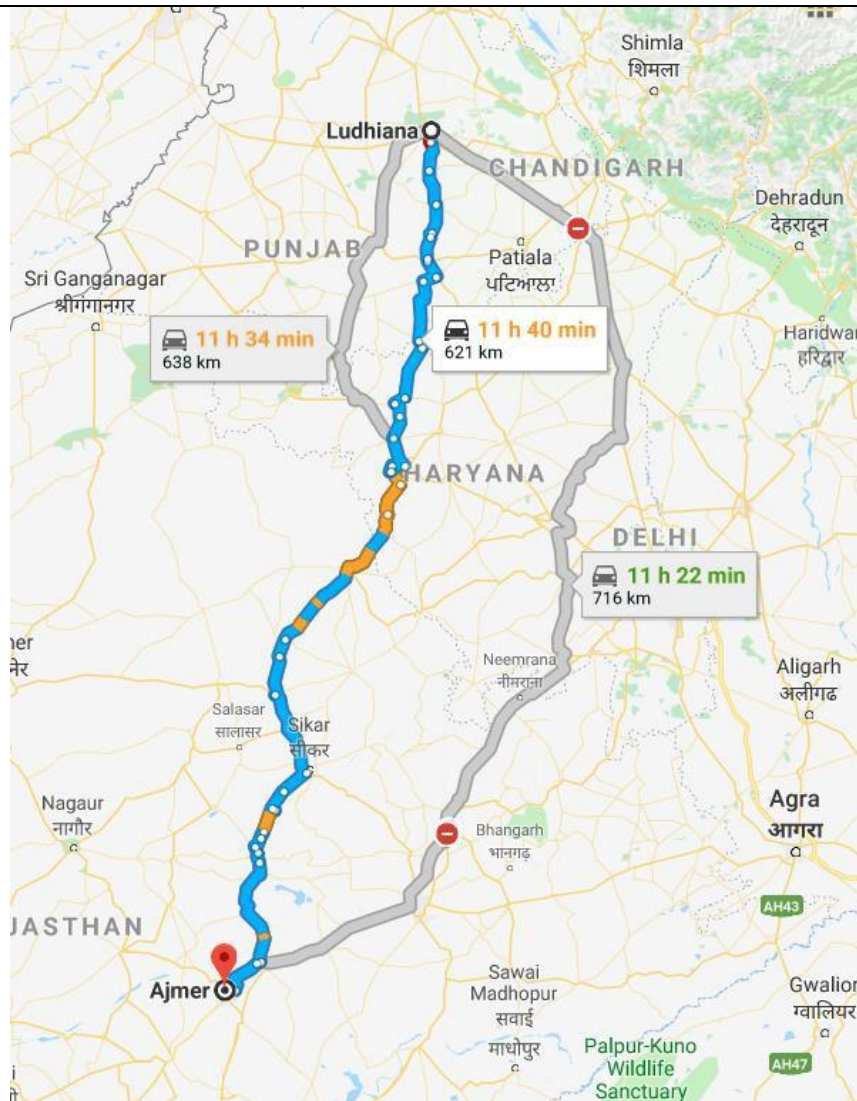 Shimla
शिमला
Ludhiana
CHANDIGARH
Dehradun
देहरादून
PUNJAB
Patiala
पटिआला
Sri Ganganagar
श्रीगंगानगर
Haridwar
हरिद्वार
11 h 34 min
638 km
11 h 40 min
621 km
HARYANA
DELHI
11 h 22 min
716 km
ner
नेर
Neemrana
नीमराना
Aligarh
अलीगढ
Salasar
सालासर
Sikar
सीकर
Nagaur
नागौर
Agra
आगरा
Bhangarh
भानगढ़
JASTHAN
AH43
Ajmer
Sawai
Madhopur
सवाई
माधोपुर
Gwalior
ग्वालियर
Palpur-Kuno
Wildlife
Sanctuary
AH47